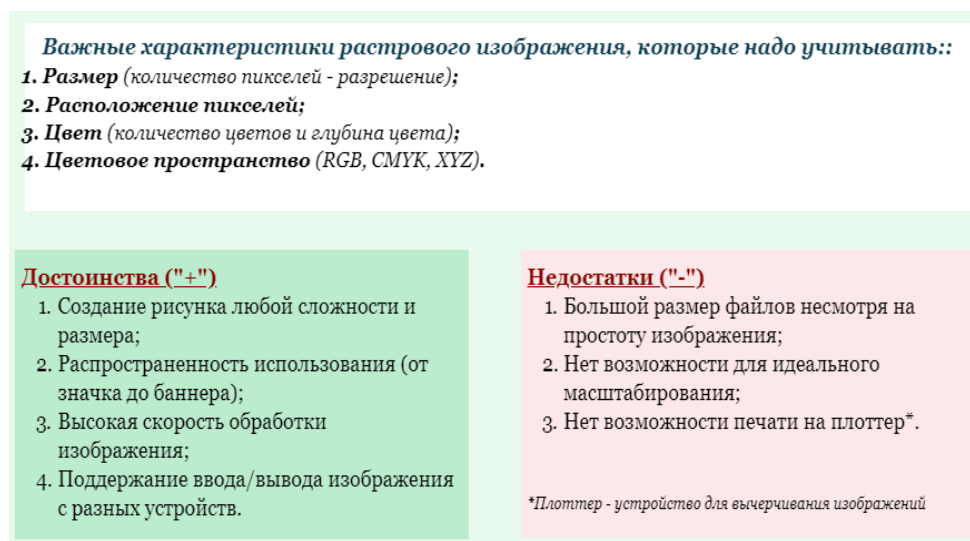 Важные характеристики растрового изображения, которые надо учитывать::
1. Размер (количество пикселей - разрешение);
2. Расположение пикселей;
3. Цвет (количество цветов и глубина цвета);
4. Цветовое пространство (RGB, CMYK, XYZ).
Достоинства ("+")
1. Создание рисунка любой сложности и
размера;
2. Распространенность использования (от
значка до баннера);
3. Высокая скорость обработки
изображения;
4. Поддержание ввода/вывода изображения
с разных устройств.
Недостатки ("-")
1. Большой размер файлов несмотря на
простоту изображения;
2. Нет возможности для идеального
масштабирования;
3. Нет возможности печати на плоттер*.
*Плоттер - устройство для вычерчивания изображений